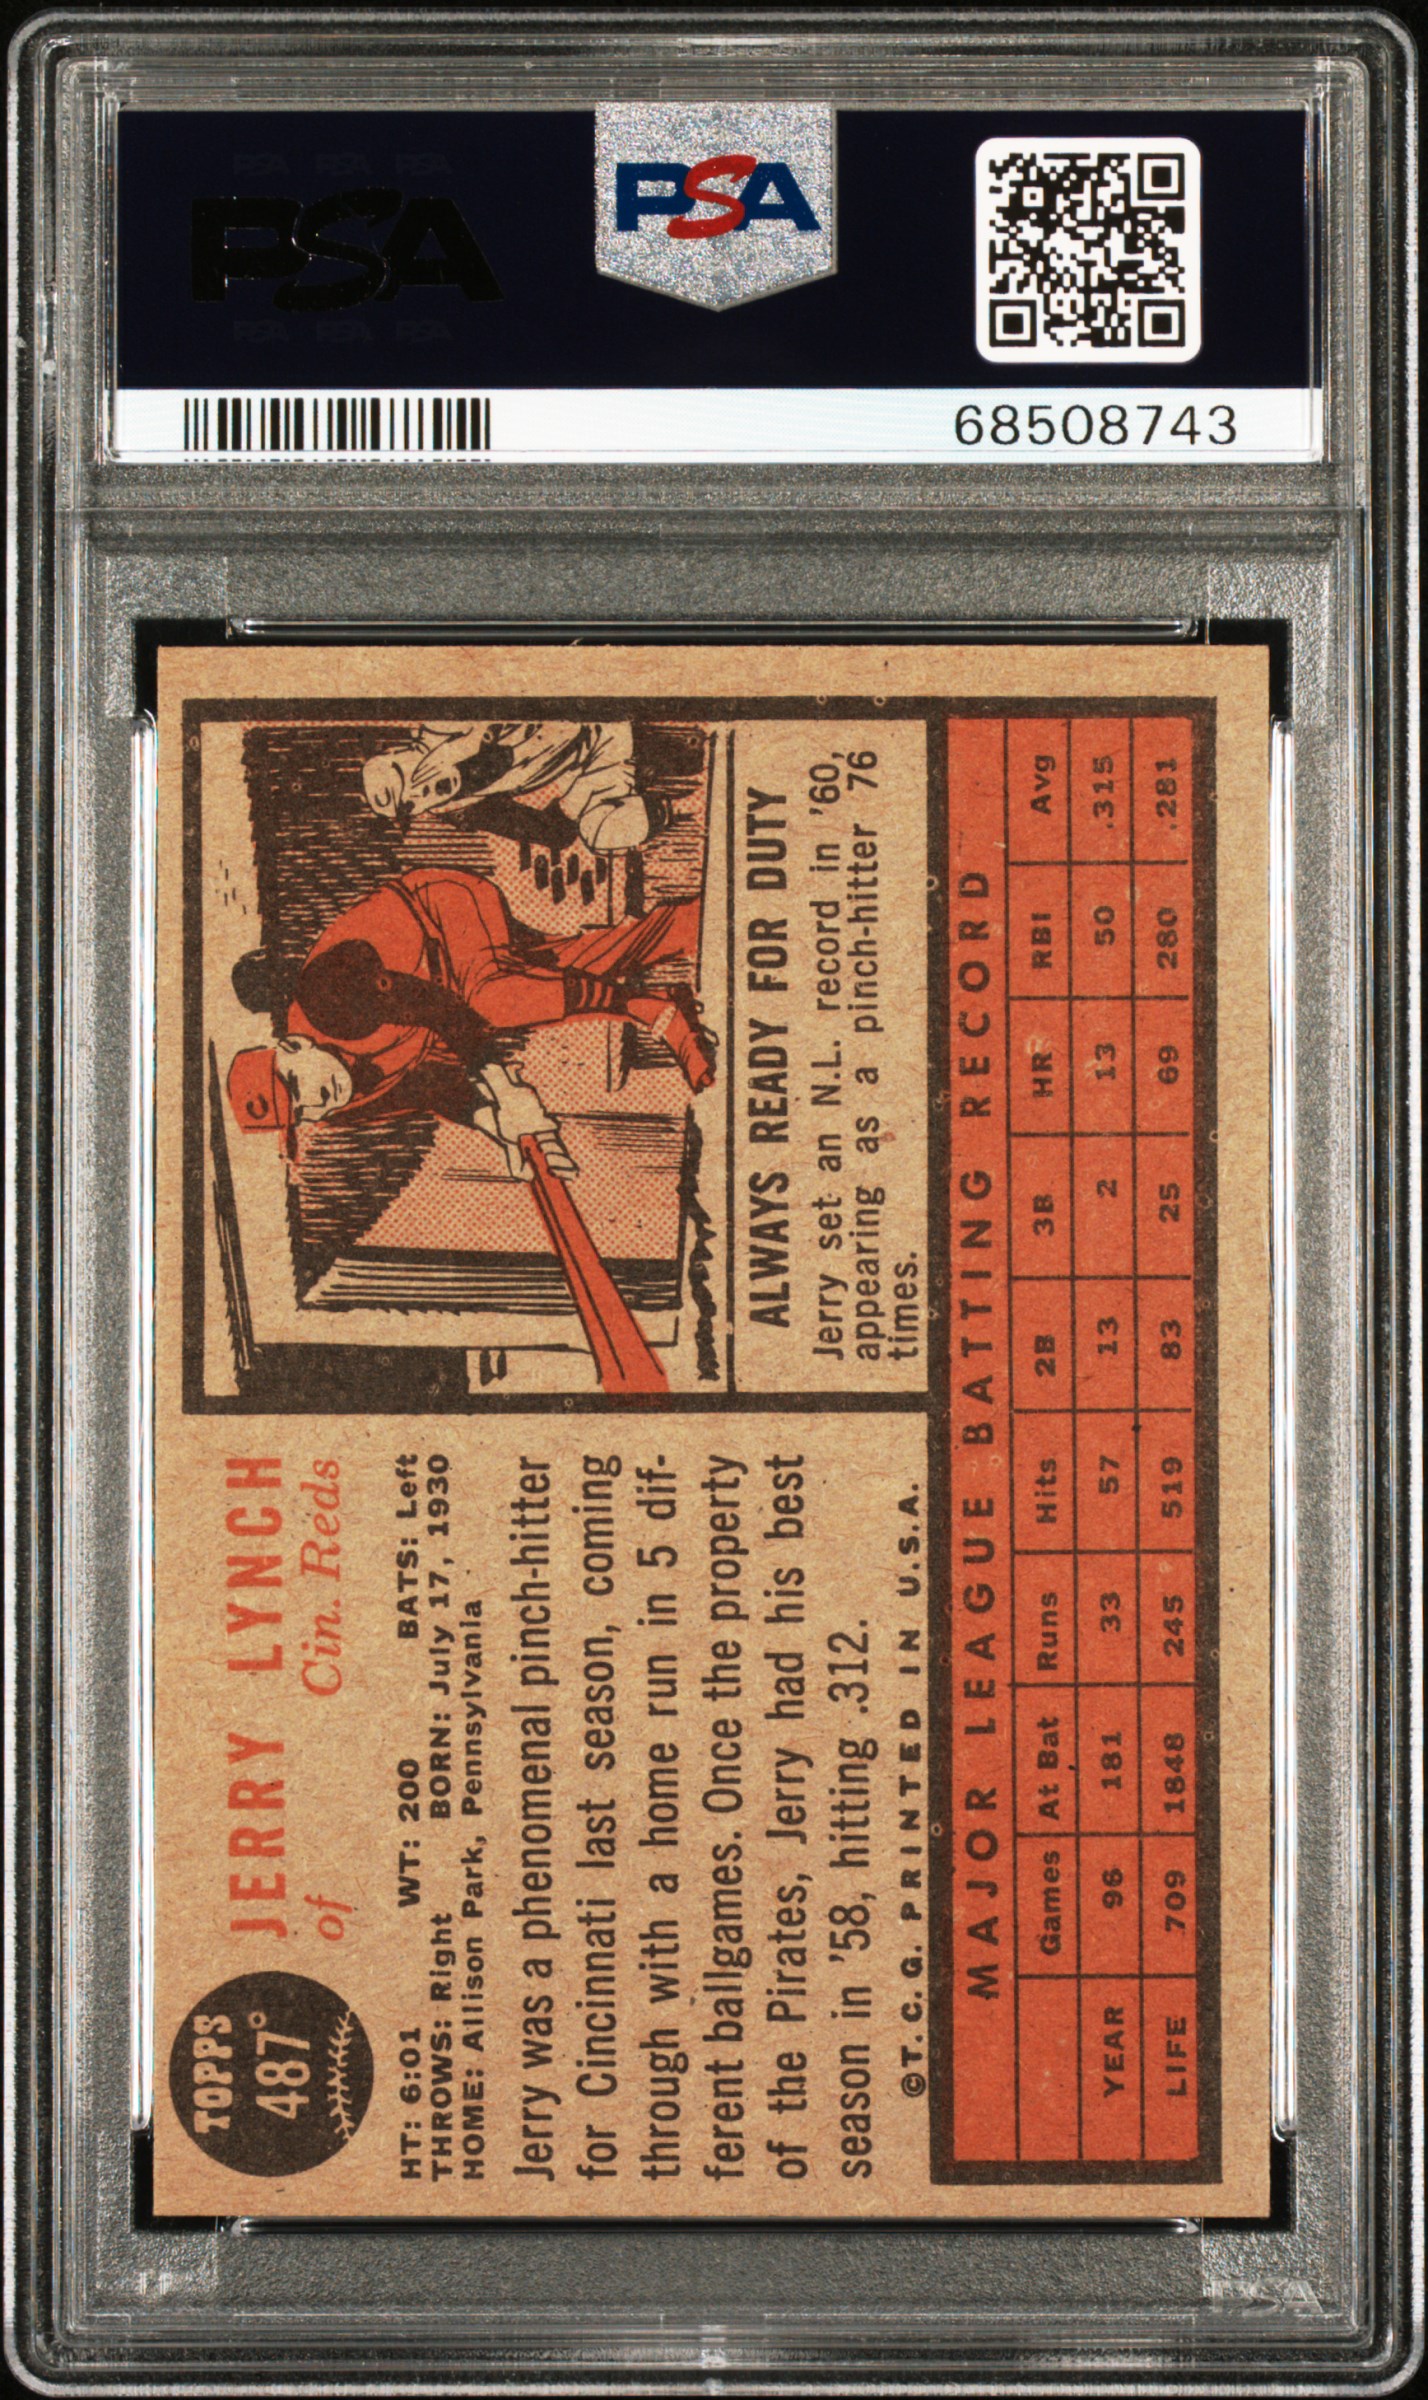 PSA
PSA
68508743
TOPPS
487°
JERRY LYNCH
of Cin. Reds
HT: 6:01 WT: 200 BATS: Left
THROWS: Right BORN: July 17, 1930
HOME: Allison Park, Pennsylvania
Jerry was a phenomenal pinch-hitter
for Cincinnati last season, coming
through with a home run in 5 dif-
ferent ballgames. Once the property
of the Pirates, Jerry had his best
season in '58, hitting .312.
©T.C.G. PRINTED IN U.S.A.
C
C
ALWAYS READY FOR DUTY
Jerry set an N.L. record in '60,
appearing as a pinch-hitter 76
times.
MAJOR LEAGUE BATTING RECORD
Games At Bat Runs Hits 2B 3B HR RBI Avg
YEAR 96 181 33 57 13 2 13 50 .315
LIFE 709 1848 245 519 83 25 69 280 .281
PSA